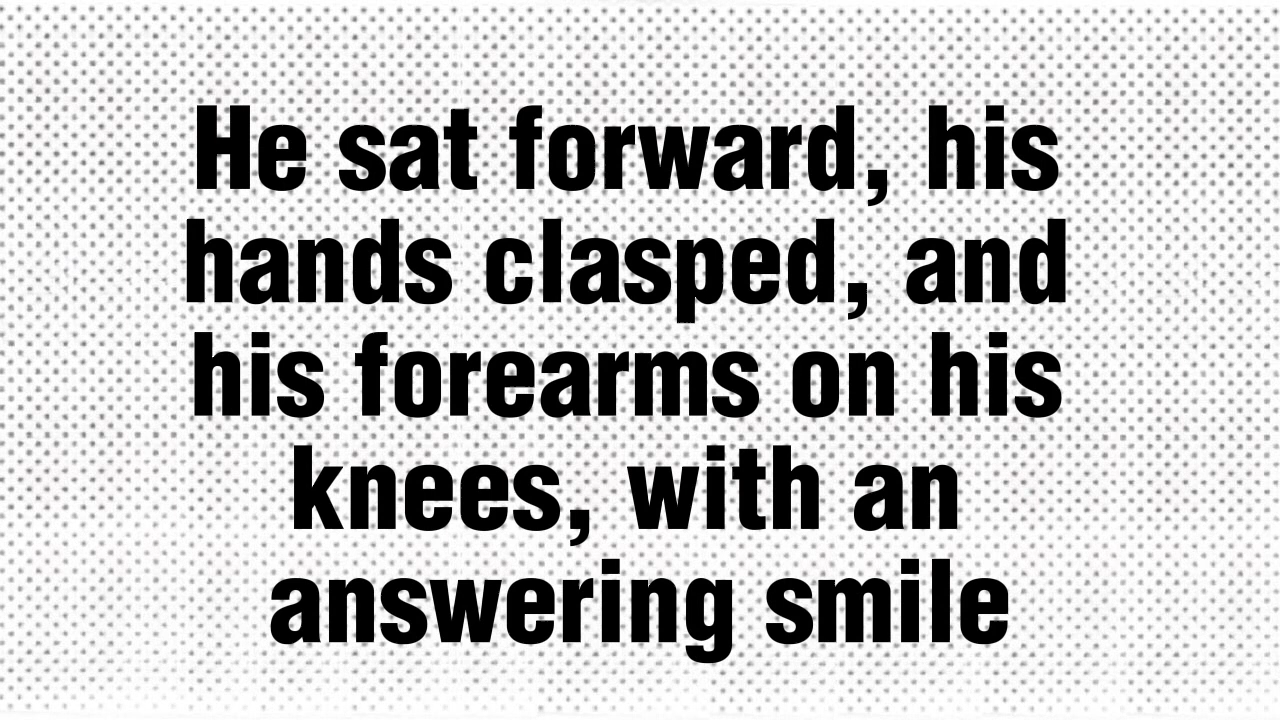 He sat forward, his
hands clasped, and
his forearms on his
knees, with an
answering smile